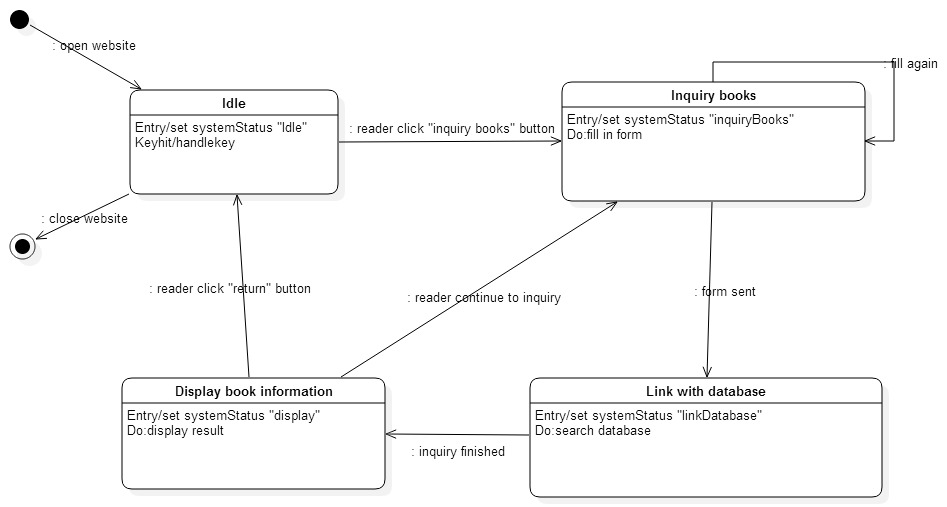 : open website
Idle
Entry/set systemStatus "Idle"
Keyhit/handlekey
: reader click "inquiry books" button
Inquiry books
Entry/set systemStatus "inquiryBooks"
Do:fill in form
: fill again
: close website
: reader click "return" button
: reader continue to inquiry
: form sent
Display book information
Entry/set systemStatus "display"
Do:display result
: inquiry finished
Link with database
Entry/set systemStatus "linkDatabase"
Do:search database